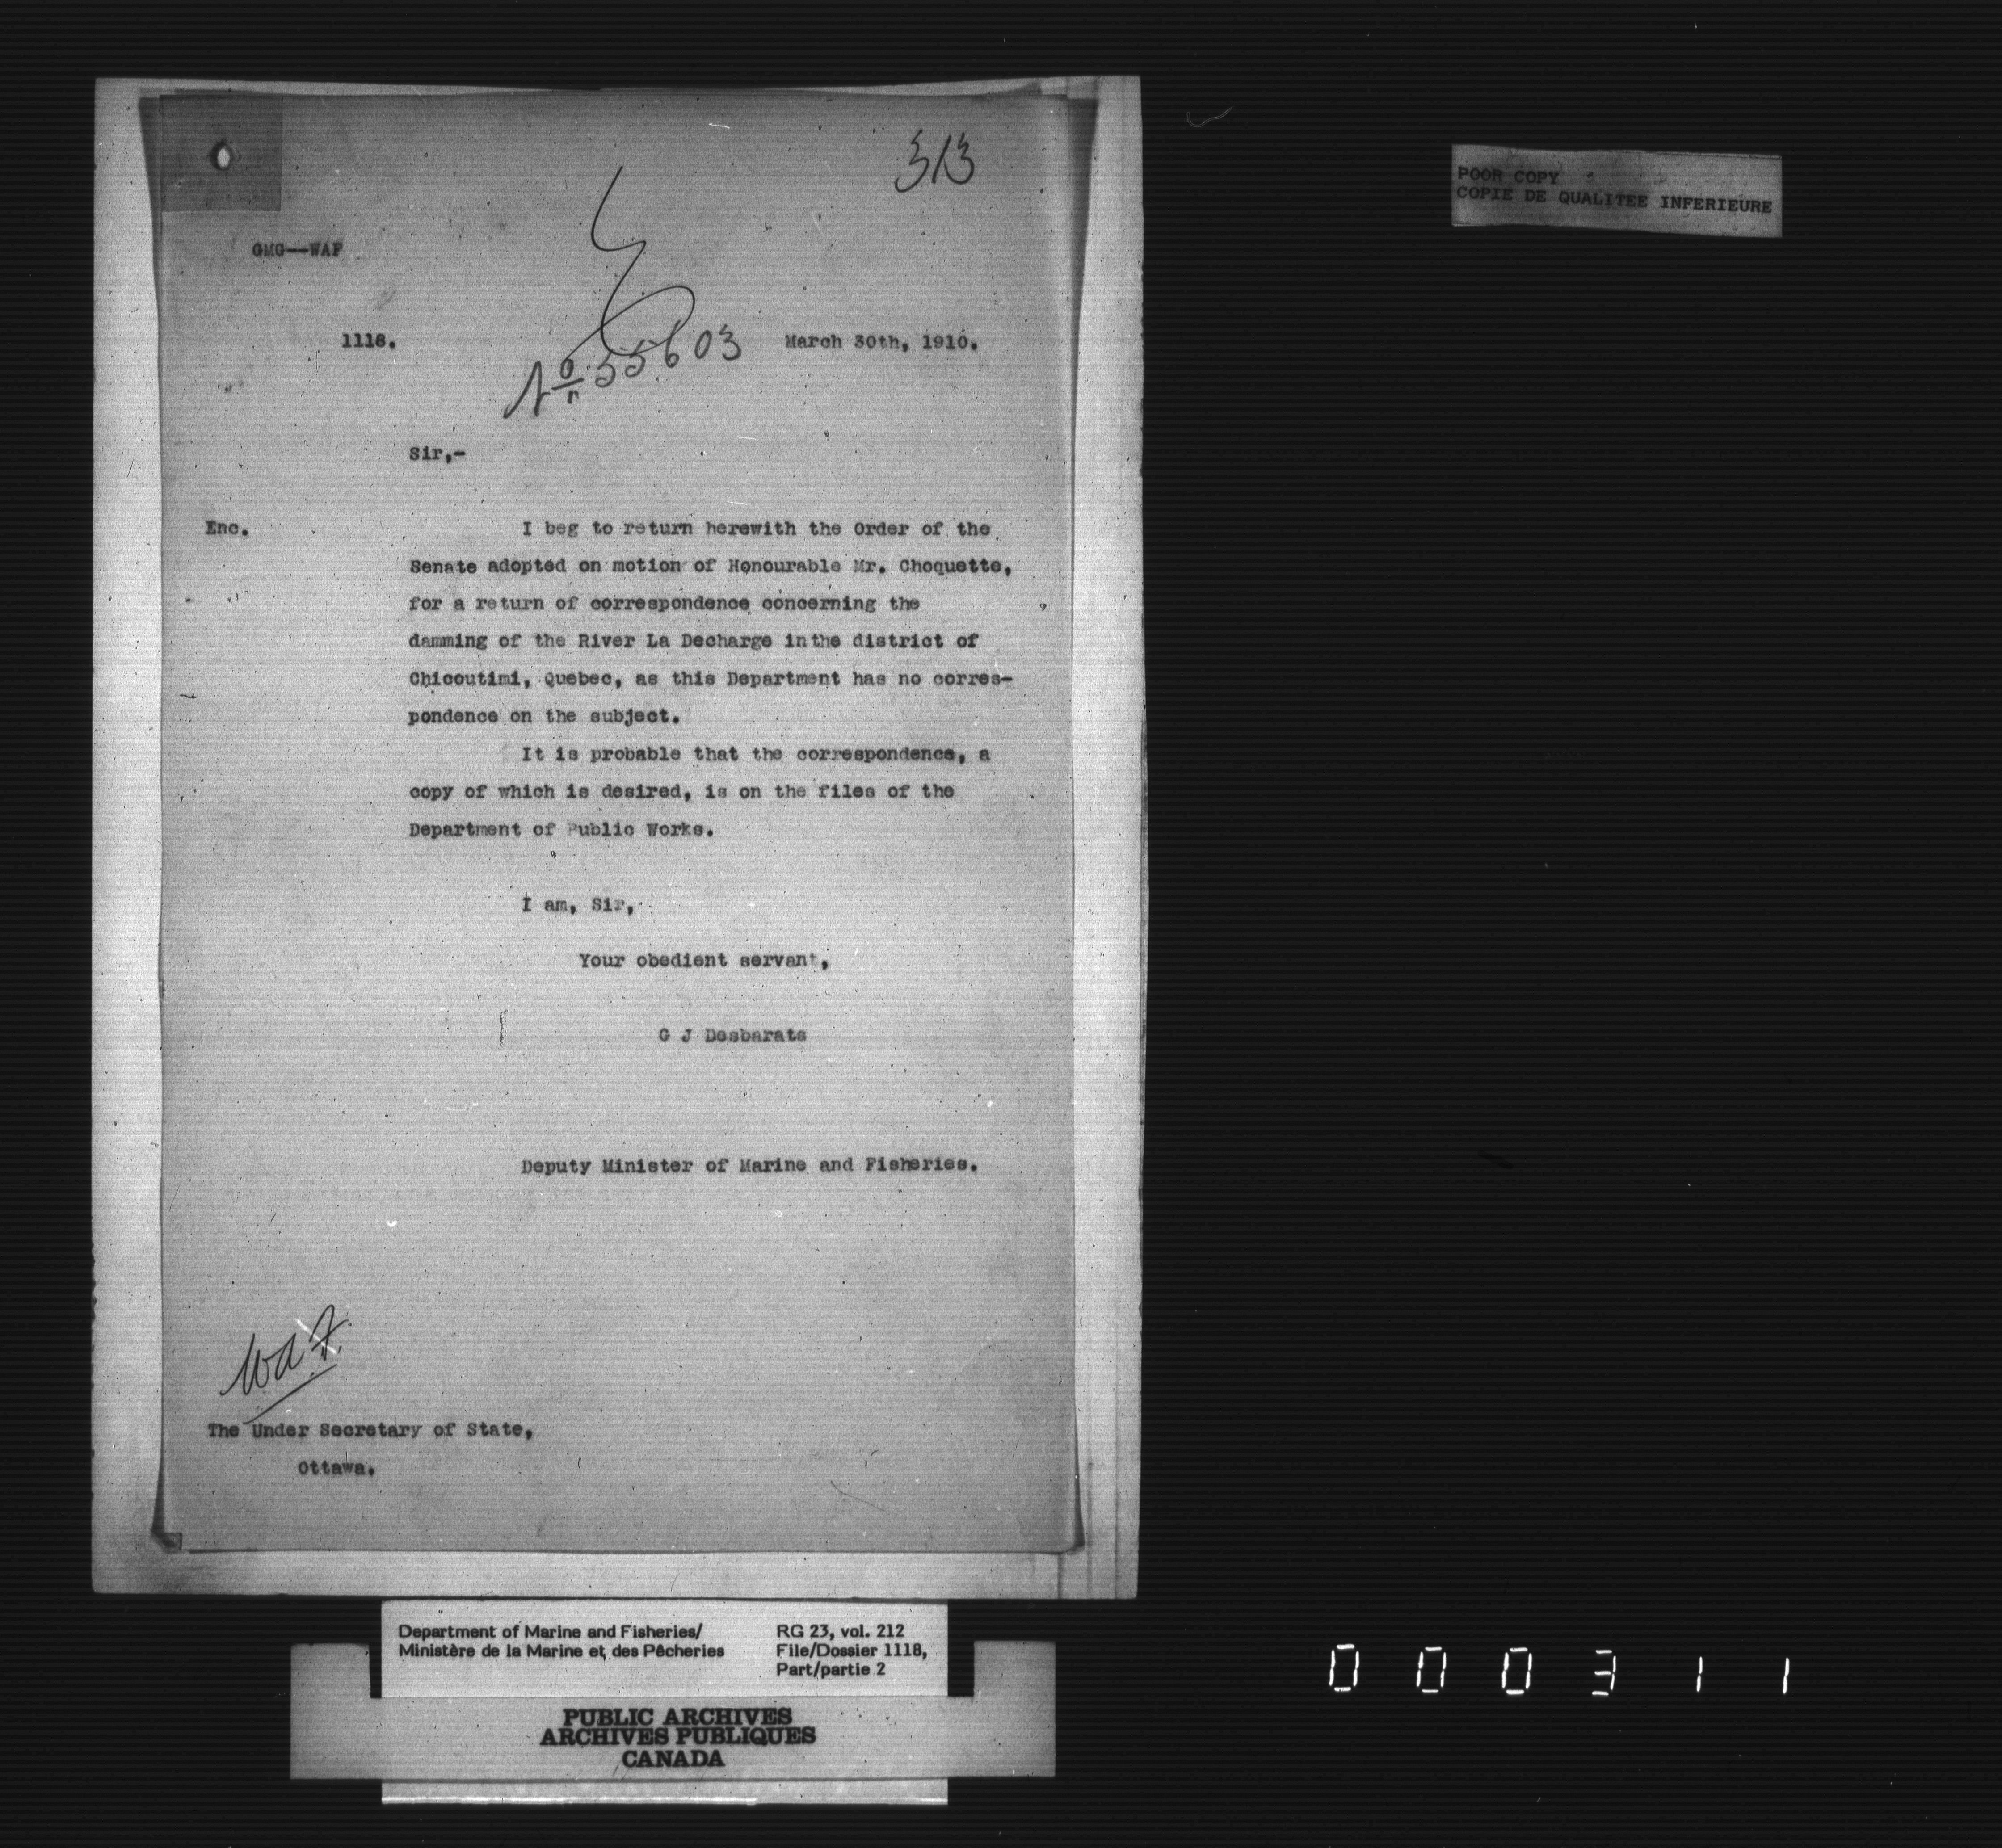 313
GMG--WAF
1118.
March 30th, 1910.
No 55603
Sir,-
Enc.
I beg to return herewith the Order of the
Senate adopted on motion of Honourable Mr. Choquette,
for a return of correspondence concerning the
damming of the River La Decharge inthe district of
Chicoutimi, Quebec, as this Department has no corres-
pondence on the subject.
It is probable that the correspondence, a
copy of which is desired, is on the files of the
Department of Public Works.
I am, Sir,
Your obedient servant,
G J Desbarats
Deputy Minister of Marine and Fisheries.
WAF.
The Under Secretary of State,
Ottawa.
POOR COPY
COPIE DE QUALITEE INFERIEURE
Department of Marine and Fisheries/
Ministère de la Marine et des Pêcheries
RG 23, vol. 212
File/Dossier 1118,
Part/partie 2
PUBLIC ARCHIVES
ARCHIVES PUBLIQUES
CANADA
000311